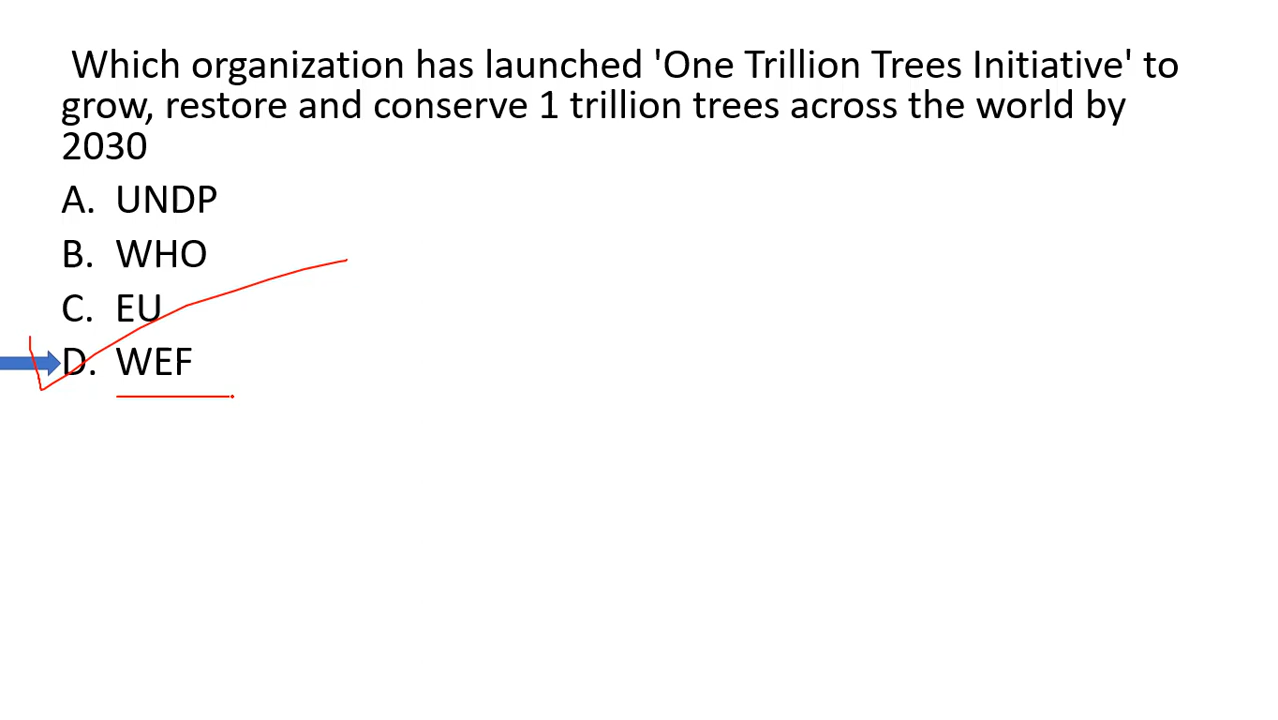 Which organization has launched 'One Trillion Trees Initiative' to
grow, restore and conserve 1 trillion trees across the world by
2030
A. UNDP
B. WHO
C. EU
D. WEF